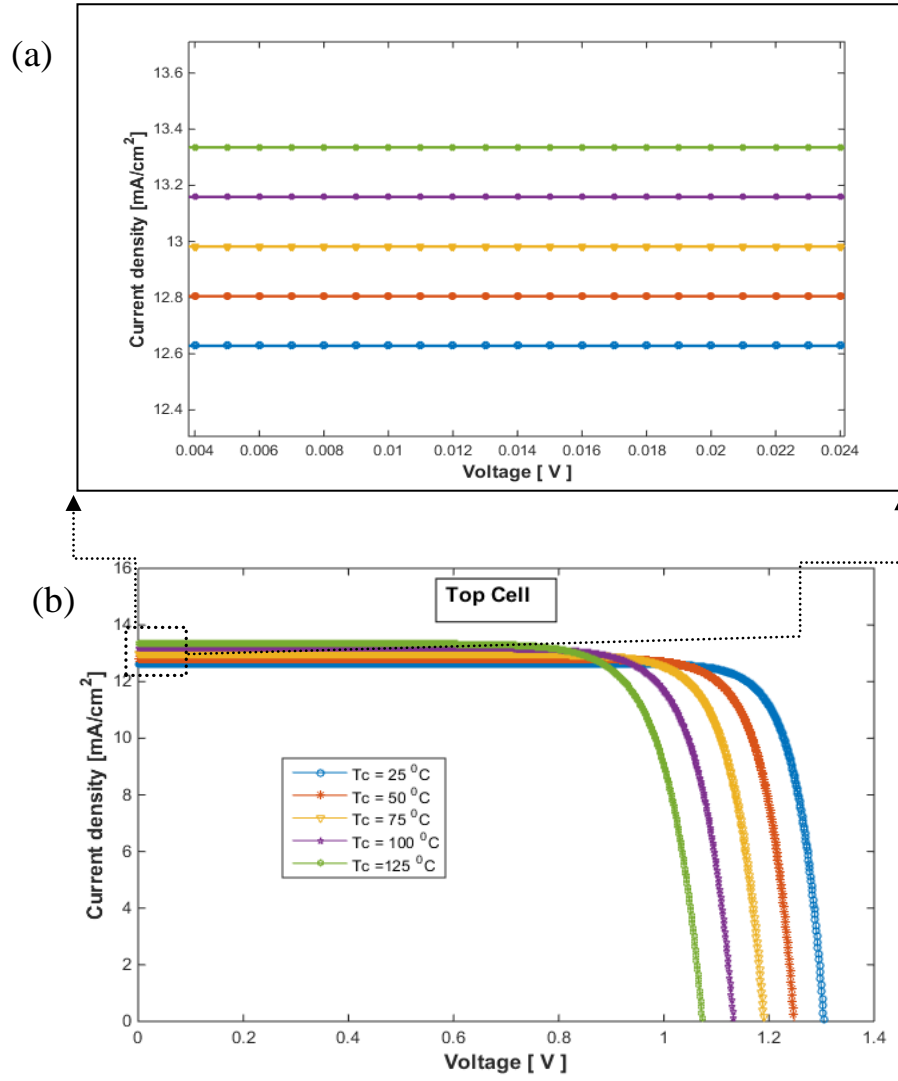 (a)
13.6
13.4
13.2
13
12.8
12.6
12.4
Current density [mA/cm²]
0.004 0.006 0.008 0.01 0.012 0.014 0.016 0.018 0.02 0.022 0.024
Voltage [ V ]
(b)
Top Cell
16
14
12
10
8
6
4
2
0
Current density [mA/cm²]
Tc = 25 ⁰C
Tc = 50 ⁰C
Tc = 75 ⁰C
Tc = 100 ⁰C
Tc =125 ⁰C
0 0.2 0.4 0.6 0.8 1 1.2 1.4
Voltage [ V ]